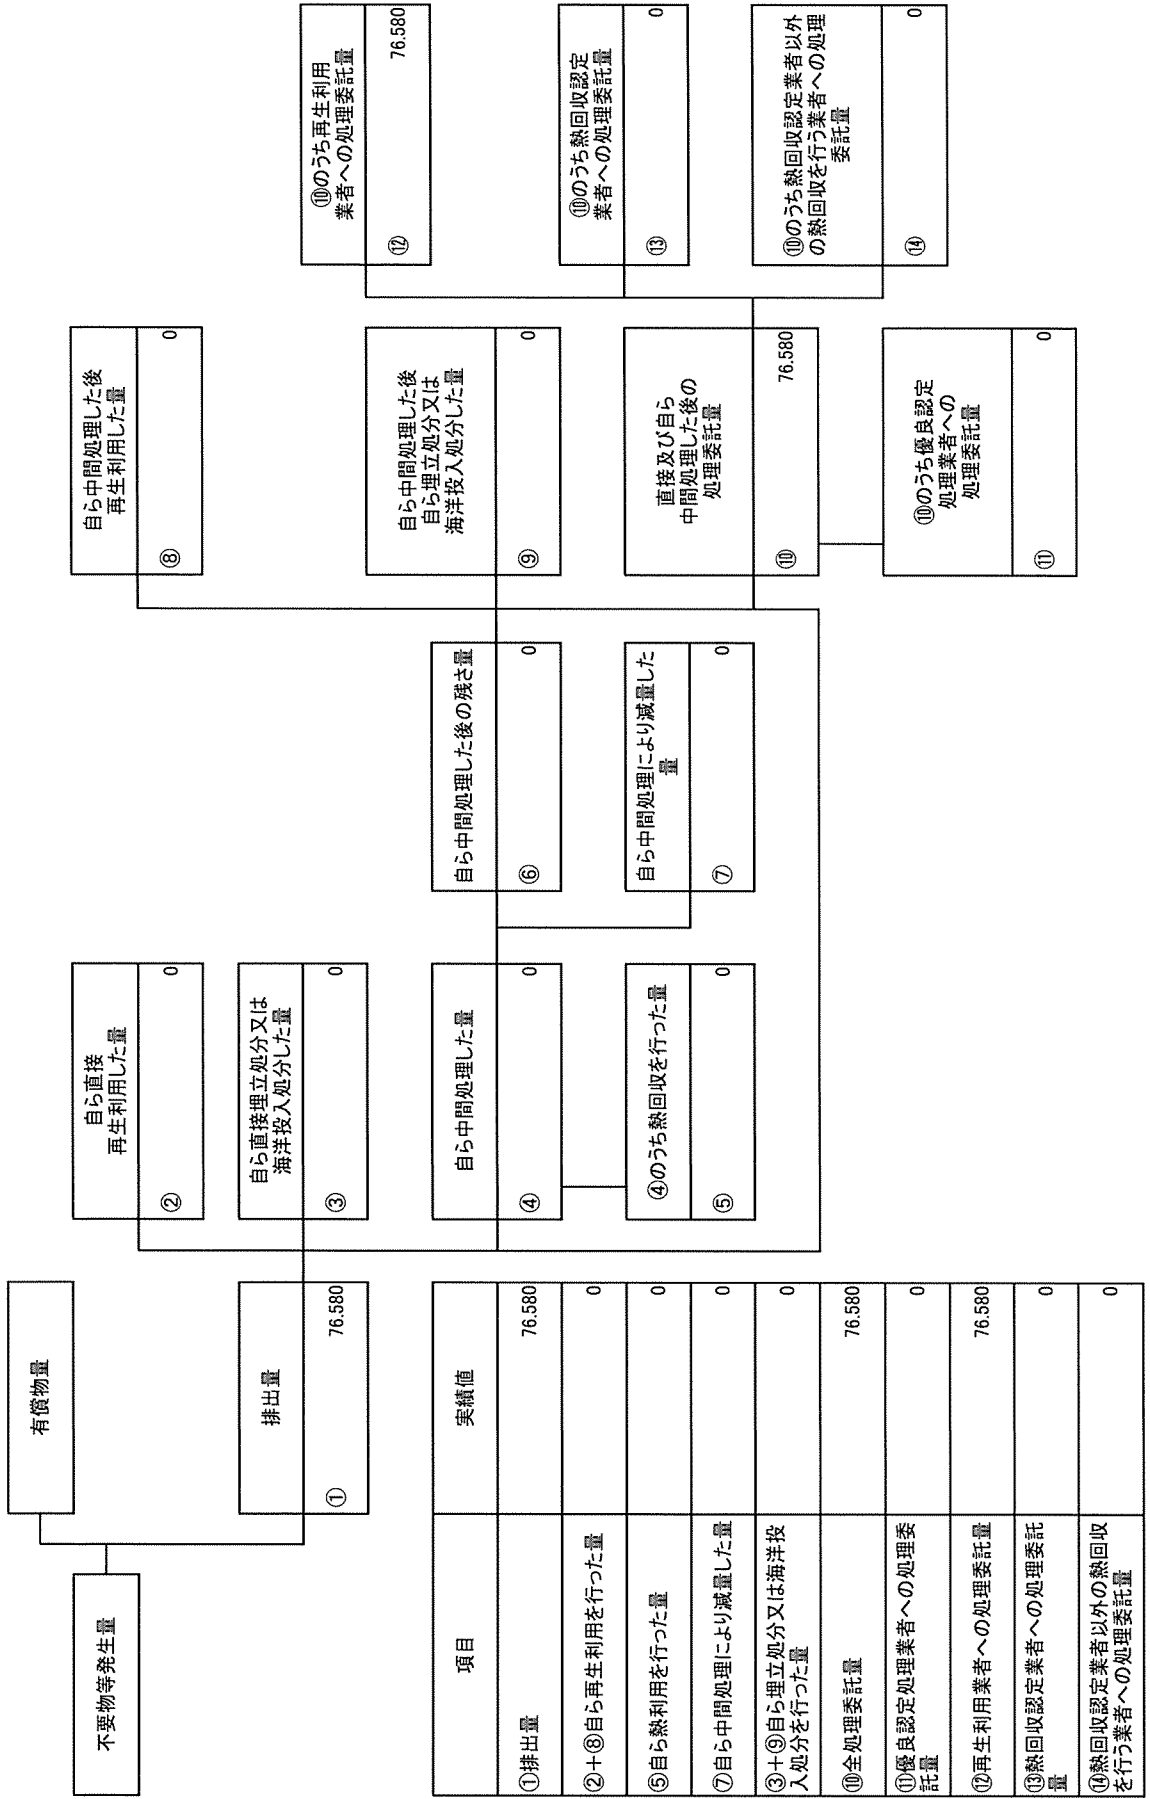 不要物等発生量
有償物量
排出量
① 76.580
自ら直接
再生利用した量
② 0
自ら直接埋立処分又は
海洋投入処分した量
③ 0
自ら中間処理した量
④ 0
④のうち熱回収を行った量
⑤ 0
自ら中間処理した後の残さ量
⑥ 0
自ら中間処理により減量した
量
⑦ 0
自ら中間処理した後
再生利用した量
⑧ 0
自ら中間処理した後
自ら埋立処分又は
海洋投入処分した量
⑨ 0
直接及び自ら
中間処理した後の
処理委託量
⑩ 76.580
⑩のうち優良認定
処理業者への
処理委託量
⑪ 0
⑩のうち再生利用
業者への処理委託量
⑫ 76.580
⑩のうち熱回収認定
業者への処理委託量
⑬ 0
⑩のうち熱回収認定業者以外
の熱回収を行う業者への処理
委託量
⑭ 0
項目 実績値
①排出量 76.580
②+⑧自ら再生利用を行った量 0
⑤自ら熱利用を行った量 0
⑦自ら中間処理により減量した量 0
③+⑨自ら埋立処分又は海洋投
入処分を行った量 0
⑩全処理委託量 76.580
⑪優良認定処理業者への処理委
託量 0
⑫再生利用業者への処理委託量 76.580
⑬熱回収認定業者への処理委託
量 0
⑭熱回収認定業者以外の熱回収
を行う業者への処理委託量 0